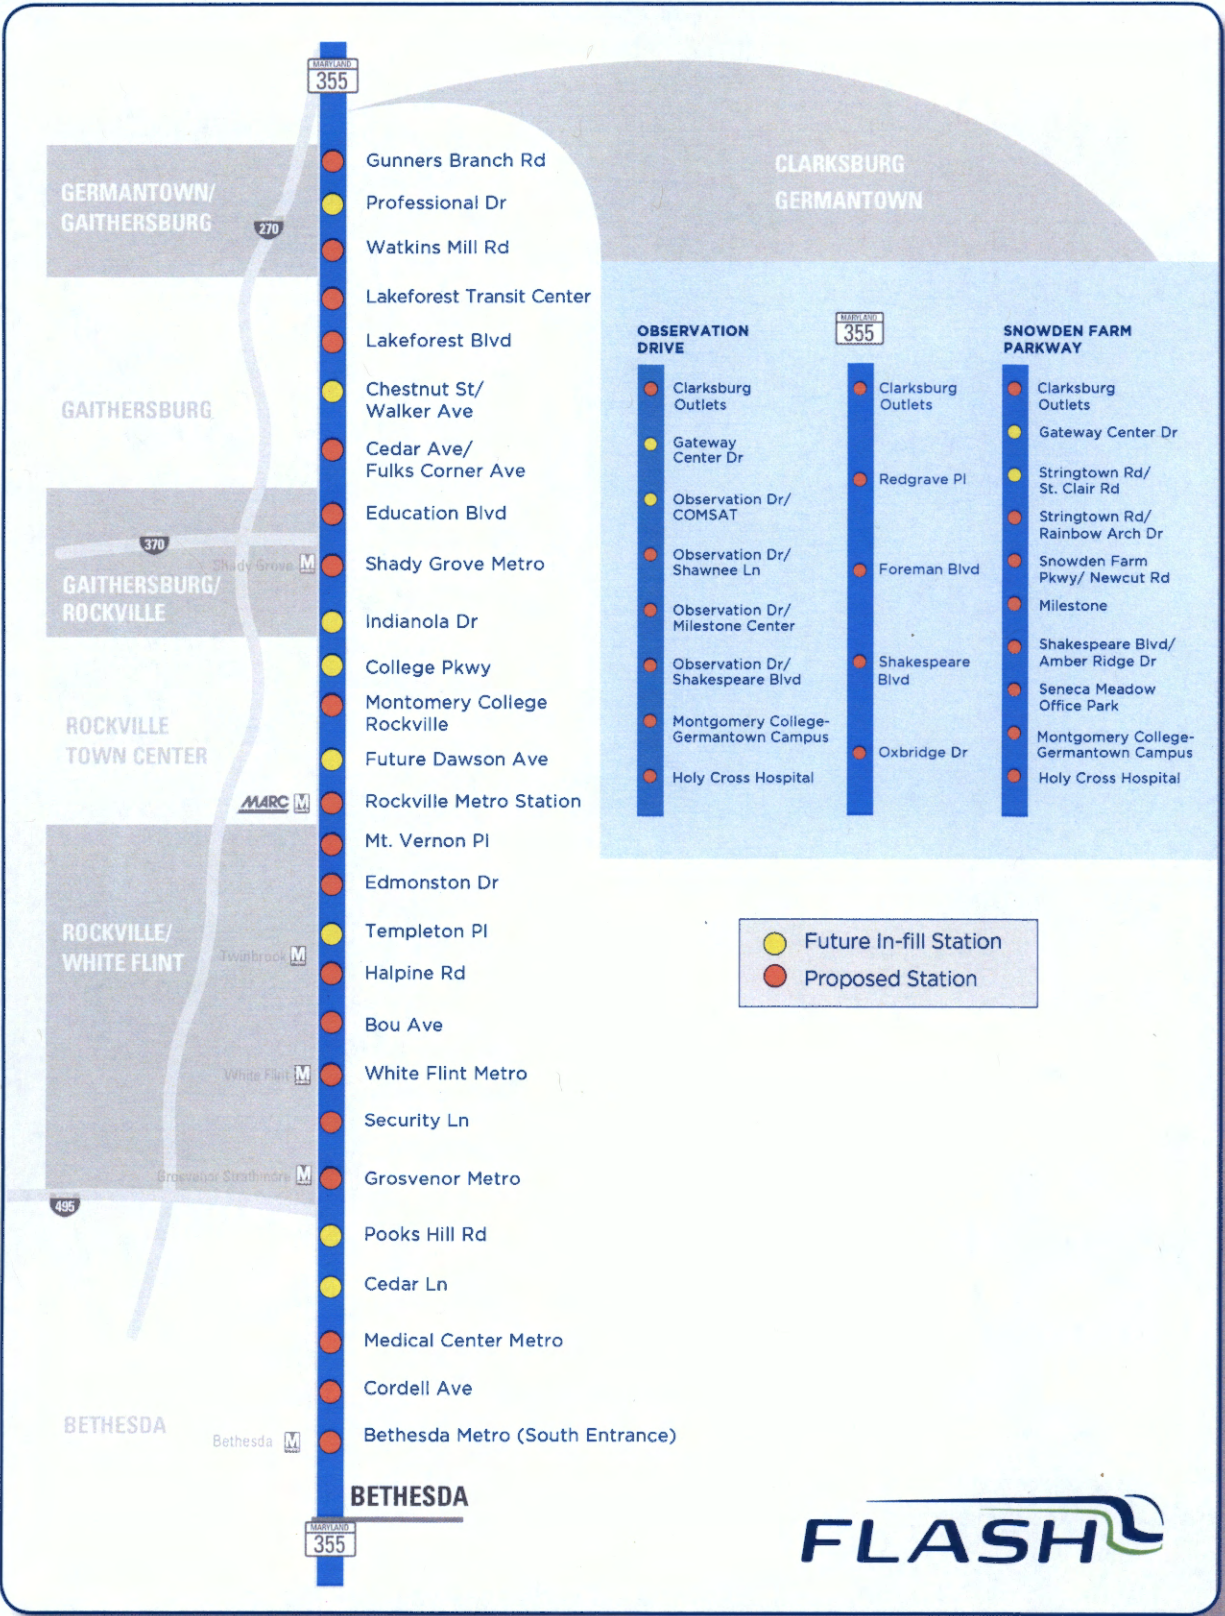 MARYLAND
355
GERMANTOWN/
GAITHERSBURG
270
GAITHERSBURG
370
Shady Grove M
GAITHERSBURG/
ROCKVILLE
ROCKVILLE
TOWN CENTER
MARC M
ROCKVILLE/
WHITE FLINT
Twinbrook M
White Flint M
Grosvenor Strathmore M
495
BETHESDA
Bethesda M
Gunners Branch Rd
Professional Dr
Watkins Mill Rd
Lakeforest Transit Center
Lakeforest Blvd
Chestnut St/
Walker Ave
Cedar Ave/
Fulks Corner Ave
Education Blvd
Shady Grove Metro
Indianola Dr
College Pkwy
Montomery College
Rockville
Future Dawson Ave
Rockville Metro Station
Mt. Vernon Pl
Edmonston Dr
Templeton Pl
Halpine Rd
Bou Ave
White Flint Metro
Security Ln
Grosvenor Metro
Pooks Hill Rd
Cedar Ln
Medical Center Metro
Cordell Ave
Bethesda Metro (South Entrance)
BETHESDA
MARYLAND
355
CLARKSBURG
GERMANTOWN
OBSERVATION
DRIVE
Clarksburg
Outlets
Gateway
Center Dr
Observation Dr/
COMSAT
Observation Dr/
Shawnee Ln
Observation Dr/
Milestone Center
Observation Dr/
Shakespeare Blvd
Montgomery College-
Germantown Campus
Holy Cross Hospital
MARYLAND
355
Clarksburg
Outlets
Redgrave Pl
Foreman Blvd
Shakespeare
Blvd
Oxbridge Dr
SNOWDEN FARM
PARKWAY
Clarksburg
Outlets
Gateway Center Dr
Stringtown Rd/
St. Clair Rd
Stringtown Rd/
Rainbow Arch Dr
Snowden Farm
Pkwy/ Newcut Rd
Milestone
Shakespeare Blvd/
Amber Ridge Dr
Seneca Meadow
Office Park
Montgomery College-
Germantown Campus
Holy Cross Hospital
Future In-fill Station
Proposed Station
FLASH